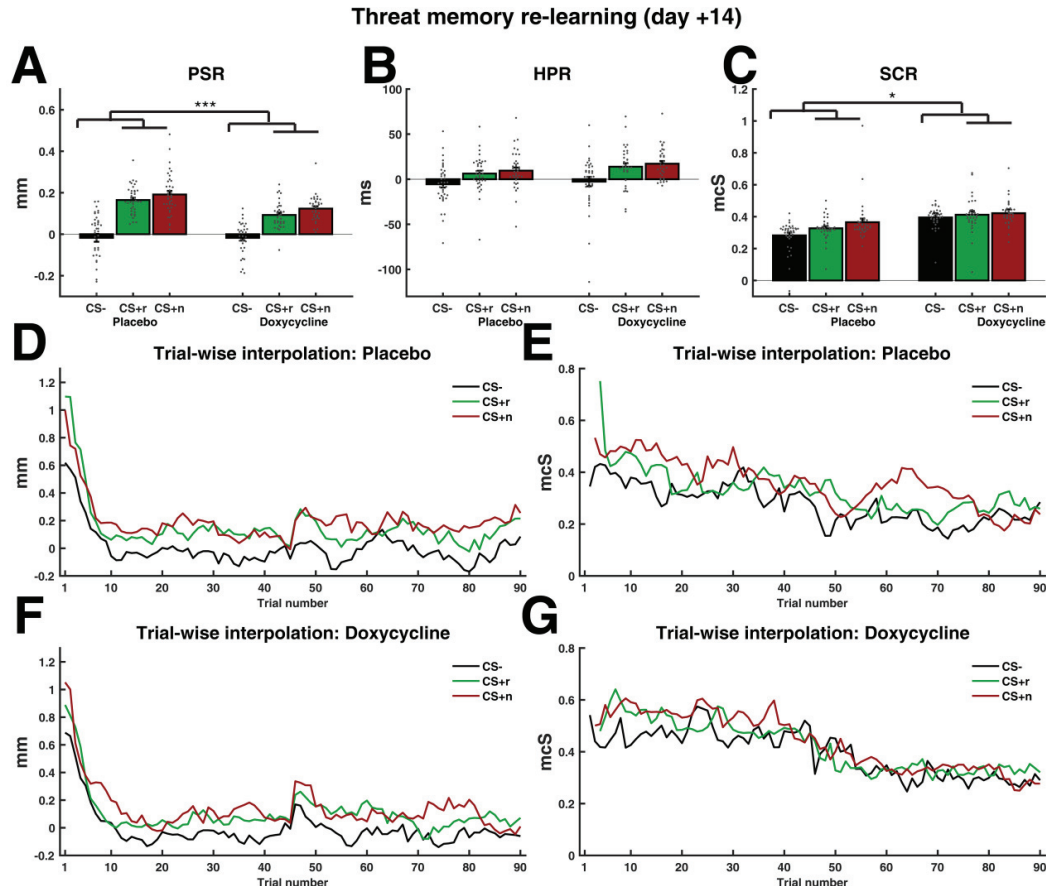 Threat memory re-learning (day +14)
A
PSR
mm
0.6
0.4
0.2
0
-0.2
***
CS- CS+r CS+n
Placebo
CS- CS+r CS+n
Doxycycline
B
HPR
ms
100
50
0
-50
-100
CS- CS+r CS+n
Placebo
CS- CS+r CS+n
Doxycycline
C
SCR
mcS
1
0.8
0.6
0.4
0.2
0
*
CS- CS+r CS+n
Placebo
CS- CS+r CS+n
Doxycycline
D
Trial-wise interpolation: Placebo
mm
1.2
1
0.8
0.6
0.4
0.2
0
-0.2
CS-
CS+r
CS+n
1 10 20 30 40 50 60 70 80 90
Trial number
E
Trial-wise interpolation: Placebo
mcS
0.8
0.6
0.4
0.2
0
CS-
CS+r
CS+n
1 10 20 30 40 50 60 70 80 90
Trial number
F
Trial-wise interpolation: Doxycycline
mm
1.2
1
0.8
0.6
0.4
0.2
0
-0.2
CS-
CS+r
CS+n
1 10 20 30 40 50 60 70 80 90
Trial number
G
Trial-wise interpolation: Doxycycline
mcS
0.8
0.6
0.4
0.2
0
CS-
CS+r
CS+n
1 10 20 30 40 50 60 70 80 90
Trial number